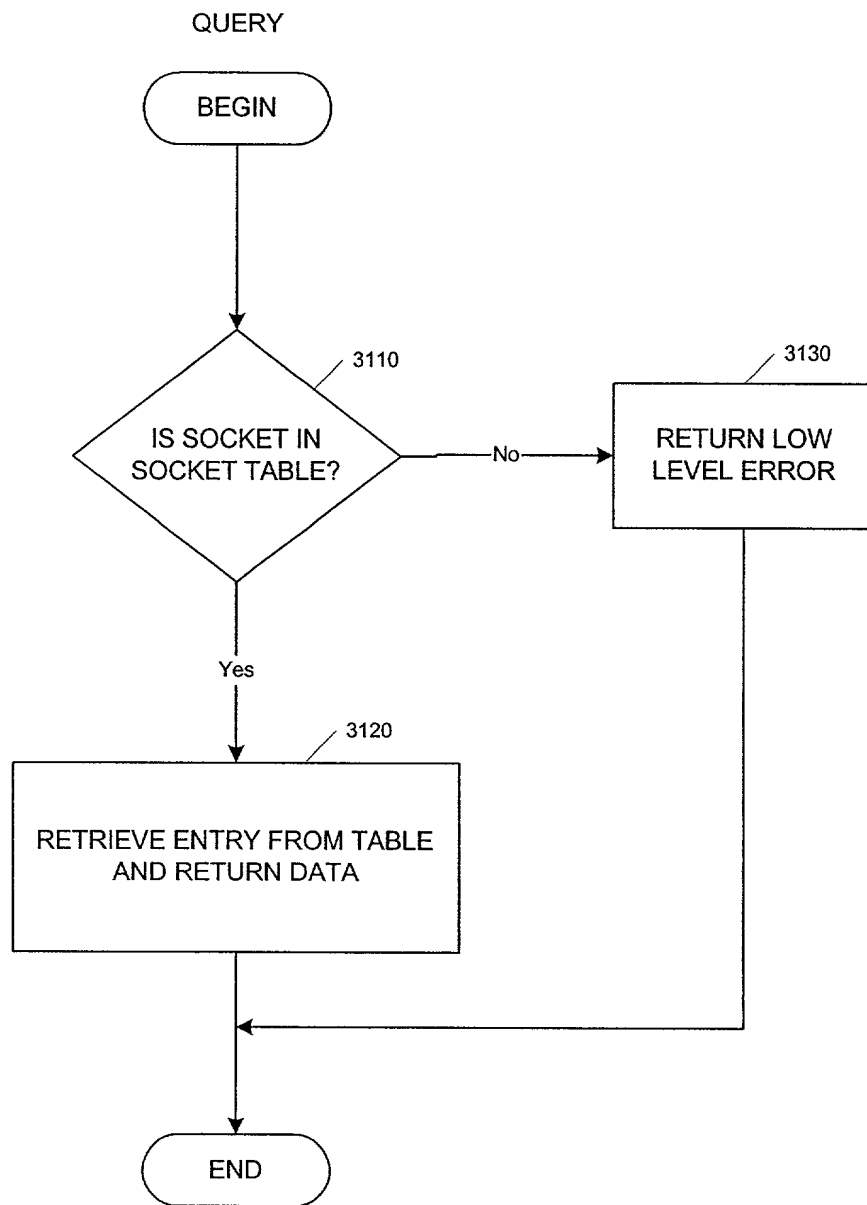 QUERY
BEGIN
3110
IS SOCKET IN
SOCKET TABLE?
No
3130
RETURN LOW
LEVEL ERROR
Yes
3120
RETRIEVE ENTRY FROM TABLE
AND RETURN DATA
END